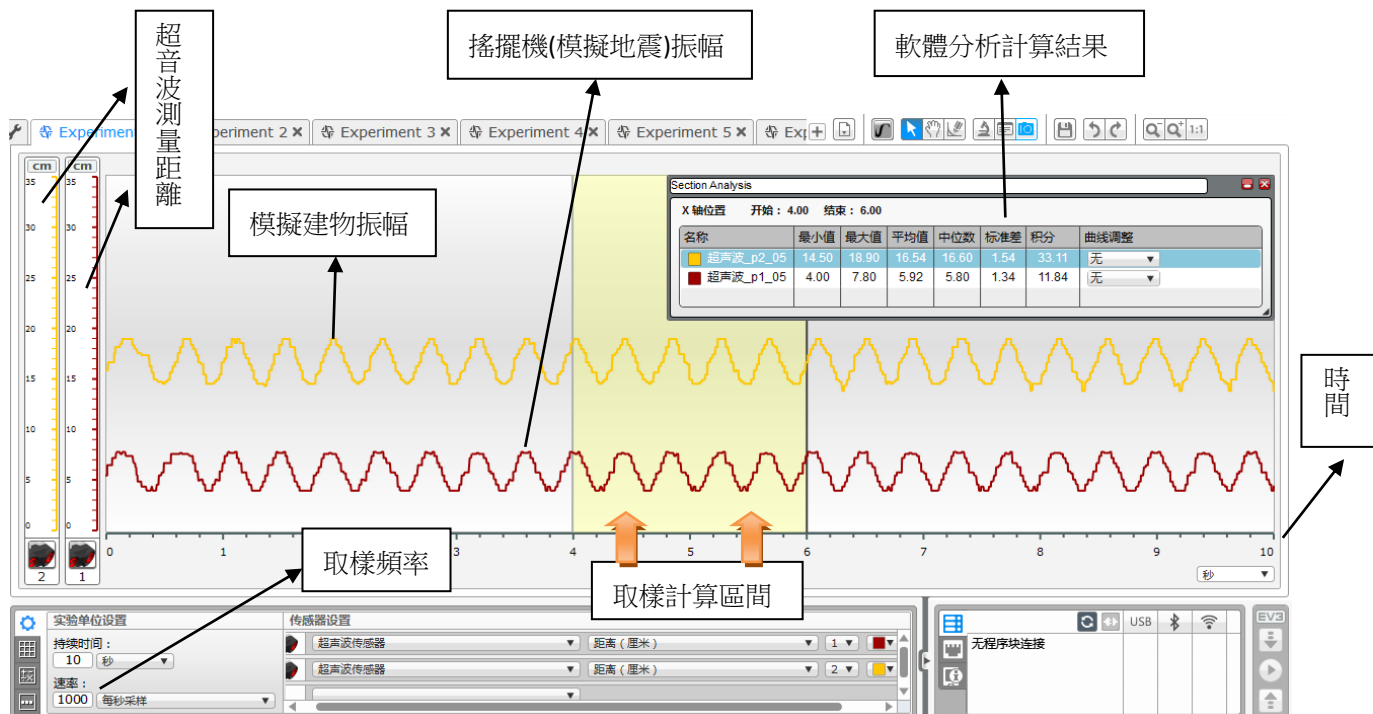 超音波測量距離
搖擺機(模擬地震)振幅
軟體分析計算結果
Experiment 2 Experiment 3 Experiment 4 Experiment 5
1:1
cm cm
Section Analysis
X 轴位置 开始： 4.00 结束： 6.00
名称 最小值 最大值 平均值 中位数 标准差 积分 曲线调整
超声波_p2_05 14.50 18.90 16.54 16.60 1.54 33.11 无
超声波_p1_05 4.00 7.80 5.92 5.80 1.34 11.84 无
模擬建物振幅
35 35
30 30
25 25
20 20
15 15
10 10
5 5
0 0
時間
0 1 3 4 5 6 7 8 9 10
2 1
秒
取樣頻率
取樣計算區間
实验单位设置
持续时间：
10 秒
速率：
1000 每秒采样
传感器设置
超声波传感器 距离（厘米） 1
超声波传感器 距离（厘米） 2
USB
无程序块连接
EV3